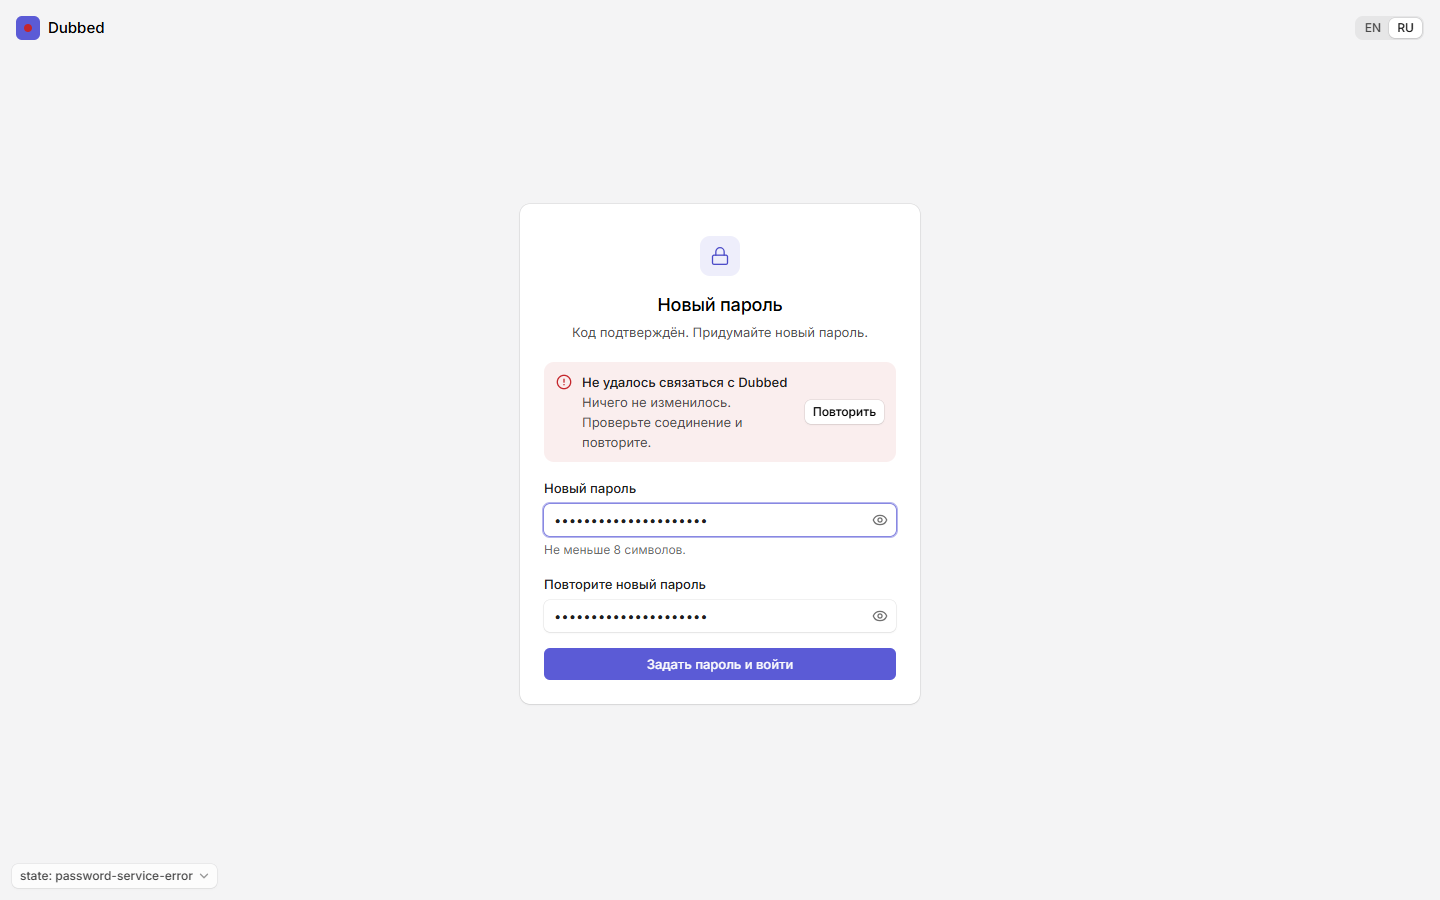 Dubbed
EN RU
Новый пароль
Код подтверждён. Придумайте новый пароль.
Не удалось связаться с Dubbed
Ничего не изменилось.
Проверьте соединение и
повторите.
Повторить
Новый пароль
•••••••••••••••••••••
Не меньше 8 символов.
Повторите новый пароль
•••••••••••••••••••••
Задать пароль и войти
state: password-service-error